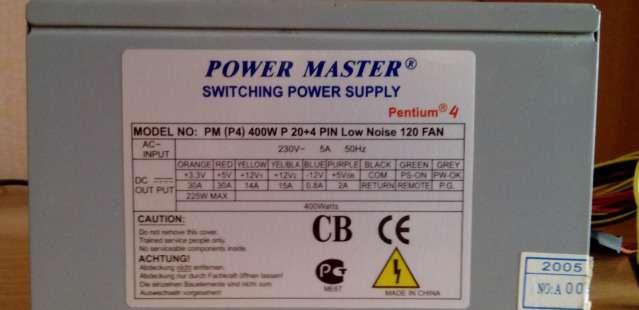 POWER MASTER®
SWITCHING POWER SUPPLY
Pentium® 4
MODEL NO: PM (P4) 400W P 20+4 PIN Low Noise 120 FAN
AC~ INPUT 230V~ 5A 50Hz
ORANGE RED YELLOW YEL/BLA BLUE PURPLE BLACK GREEN GREY
DC OUT PUT +3.3V +5V +12V1 +12V2 -12V +5VSB COM PS-ON PW-OK
30A 30A 14A 15A 0.8A 2A RETURN REMOTE P.G.
225W MAX
400Watts
CAUTION:
Do not remove this cover.
Trained service people only.
No serviceable components inside.
ACHTUNG!
Abdeckung nicht entfernen.
Abdeckung nur durch Fachkraft öffnen lassen!
Die einzelnen Bauelemente sind nicht zum
Auswechseln vorgesehen!
CB CE
PG
ME67
MADE IN CHINA
2005
NO:A 00